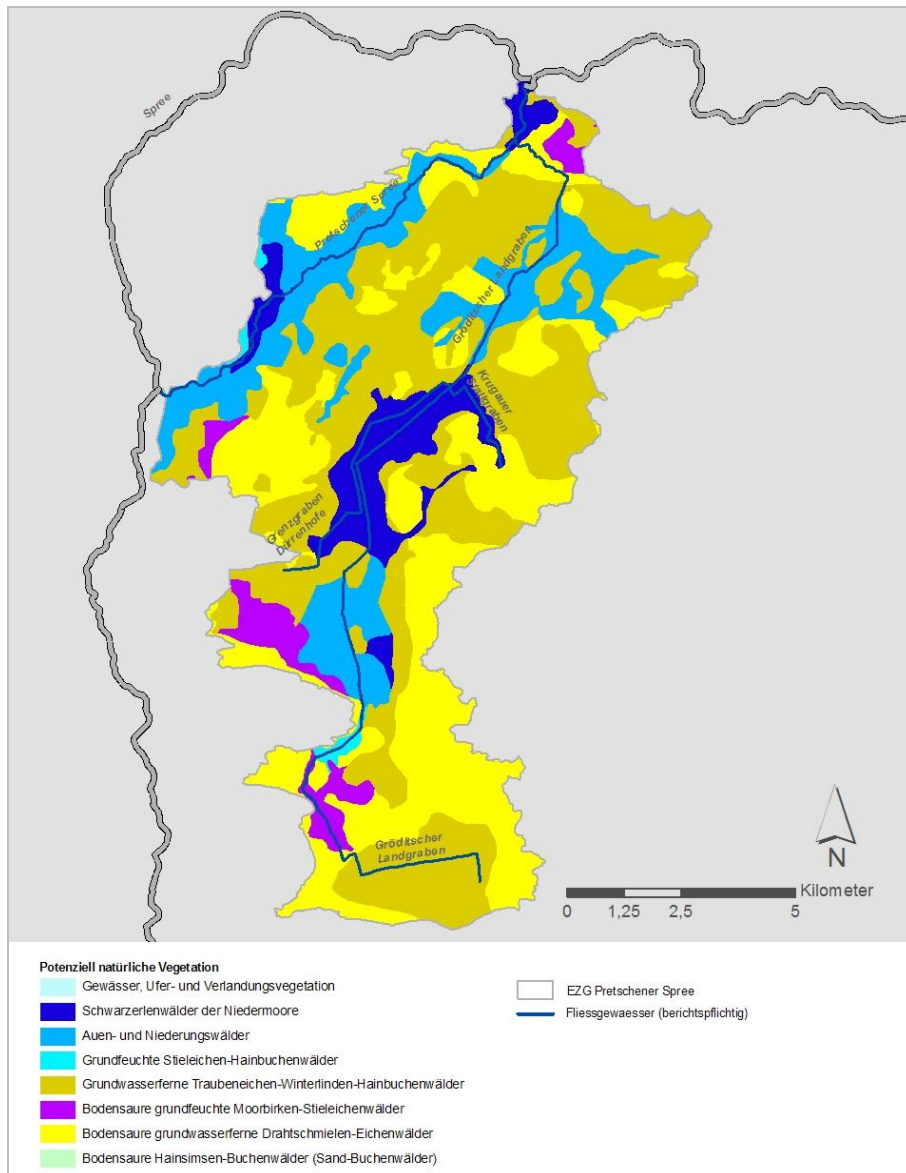 Spree
Pretschener Spree
Gröditscher Landgraben
Krugauer
Stallgraben
Grenzgraben
Dürrenhofe
Gröditscher
Landgraben
N
Kilometer
0 1,25 2,5 5
Potenziell natürliche Vegetation
Gewässer, Ufer- und Verlandungsvegetation
Schwarzerlenwälder der Niedermoore
Auen- und Niederungswälder
Grundfeuchte Stieleichen-Hainbuchenwälder
Grundwasserferne Traubeneichen-Winterlinden-Hainbuchenwälder
Bodensaure grundfeuchte Moorbirken-Stieleichenwälder
Bodensaure grundwasserferne Drahtschmielen-Eichenwälder
Bodensaure Hainsimsen-Buchenwälder (Sand-Buchenwälder)
EZG Pretschener Spree
Fliessgewaesser (berichtspflichtig)